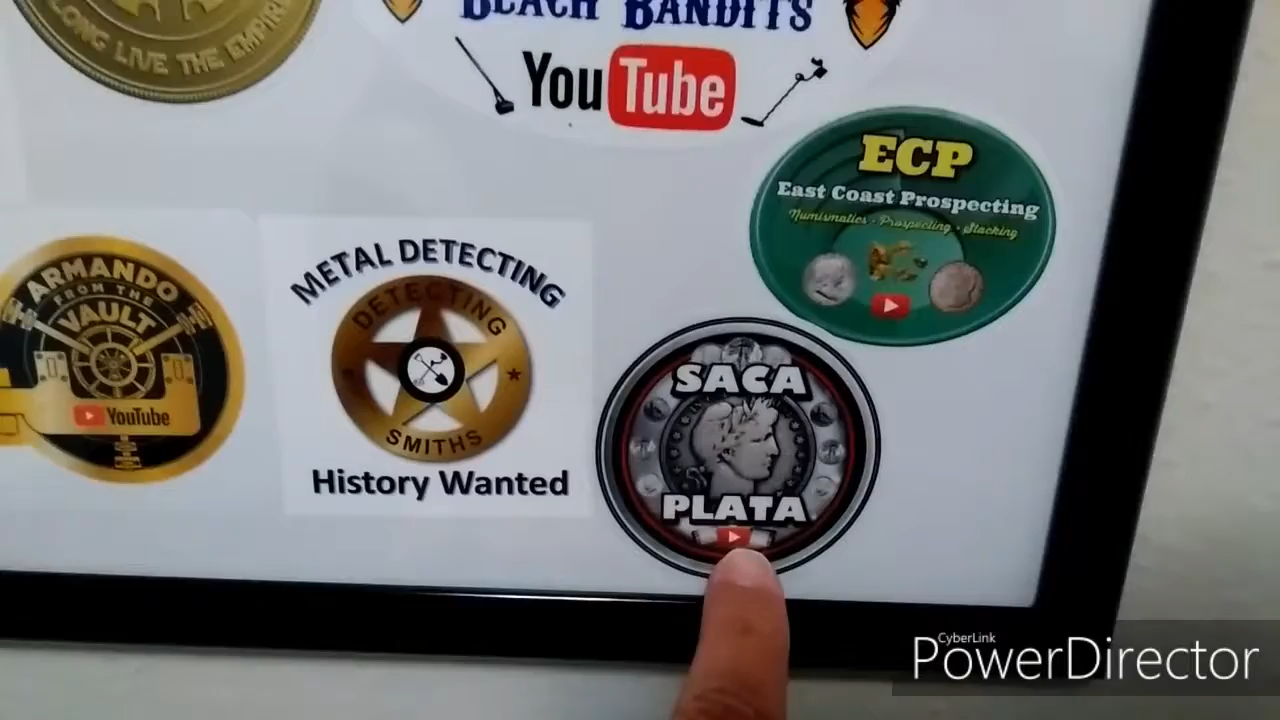 LONG LIVE THE EMPIRE
BEACH BANDITS
YouTube
ECP
East Coast Prospecting
Numismatics • Prospecting • Stacking
ARMANDO
FROM THE
VAULT
YouTube
METAL DETECTING
DETECTING
SMITHS
History Wanted
SACA
PLATA
CyberLink
PowerDirector